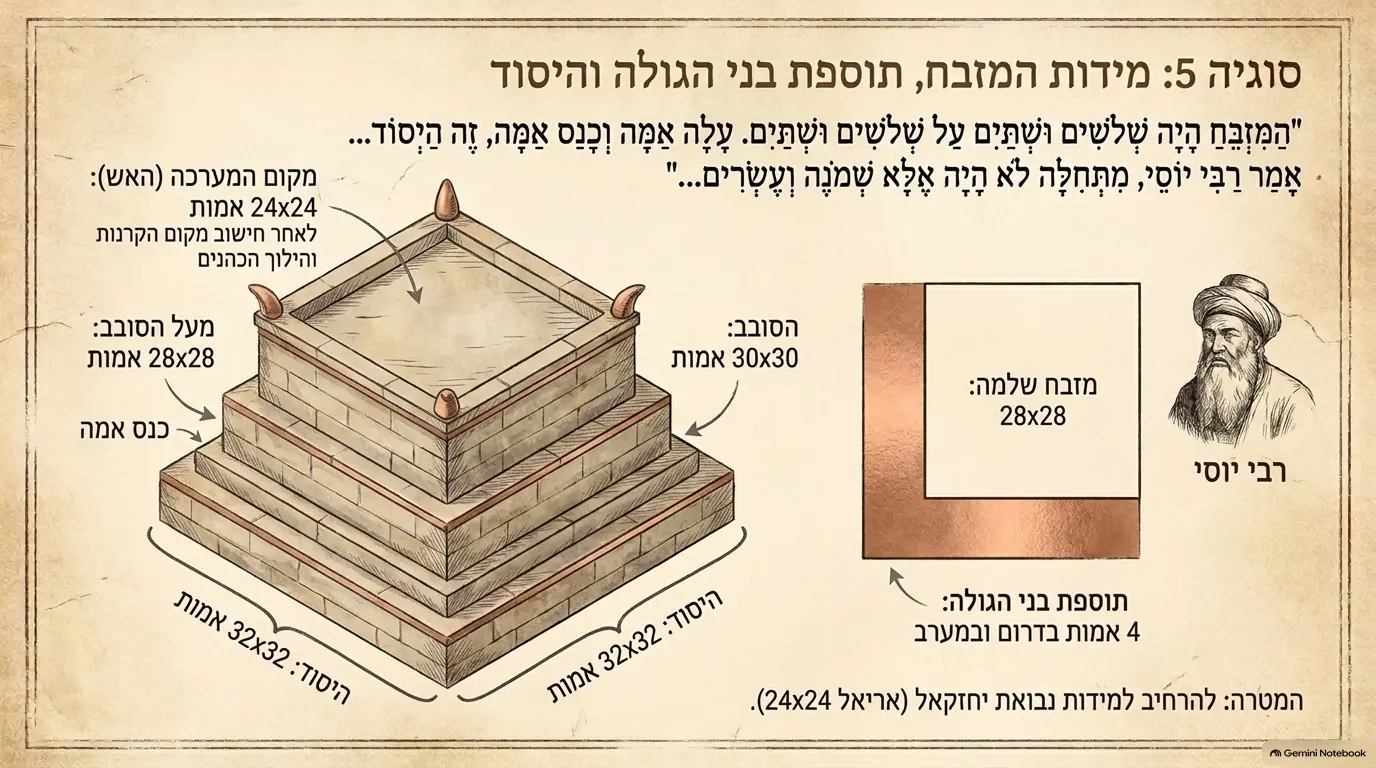 סוגיה 5: מידות המזבח, תוספת בני הגולה והיסוד
"הַמִּזְבֵּחַ הָיָה שְׁלֹשִׁים וּשְׁתַּיִם עַל שְׁלֹשִׁים וּשְׁתַּיִם. עָלָה אַמָּה וְכָנַס אַמָּה, זֶה הַיְסוֹד...
אָמַר רַבִּי יוֹסֵי, מִתְּחִלָּה לֹא הָיָה אֶלָּא שְׁמֹנֶה וְעֶשְׂרִים..."
מקום המערכה (האש):
24x24 אמות
לאחר חישוב מקום הקרנות
והילוך הכהנים
מעל הסובב:
28x28 אמות
כנס אמה
הסובב:
30x30 אמות
היסוד: 32x32 אמות
היסוד: 32x32 אמות
מזבח שלמה:
28x28
רבי יוסי
תוספת בני הגולה:
4 אמות בדרום ובמערב
המטרה: להרחיב למידות נבואת יחזקאל (אריאל 24x24).
Gemini Notebook